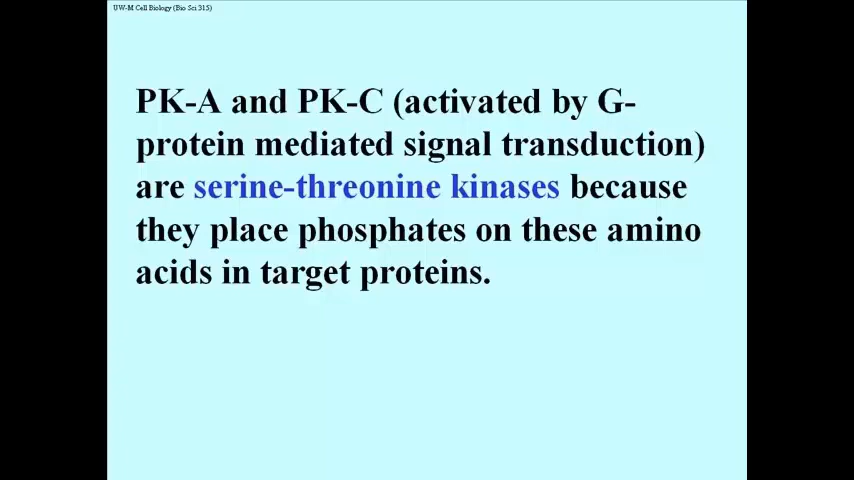 UW-M Cell Biology (Bio Sci 315)
PK-A and PK-C (activated by G-
protein mediated signal transduction)
are serine-threonine kinases because
they place phosphates on these amino
acids in target proteins.